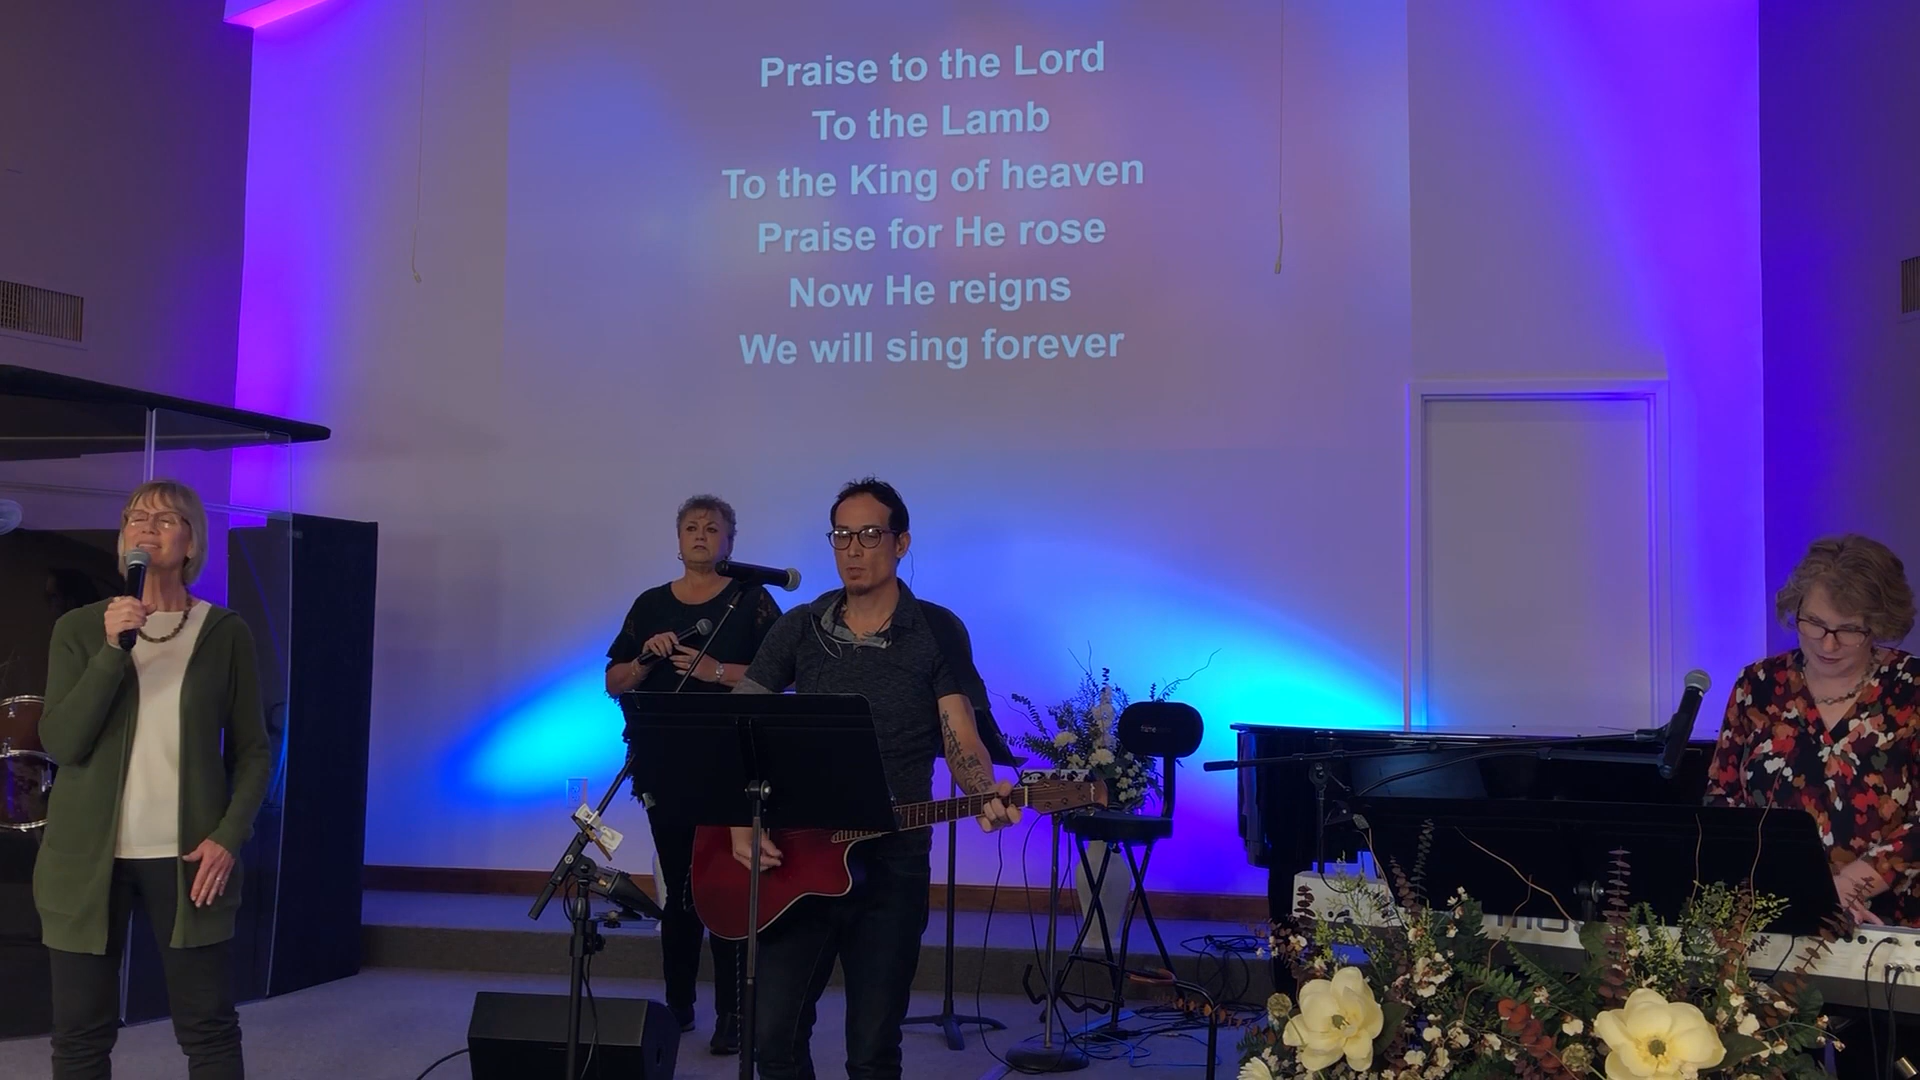 Praise to the Lord
To the Lamb
To the King of heaven
Praise for He rose
Now He reigns
We will sing forever